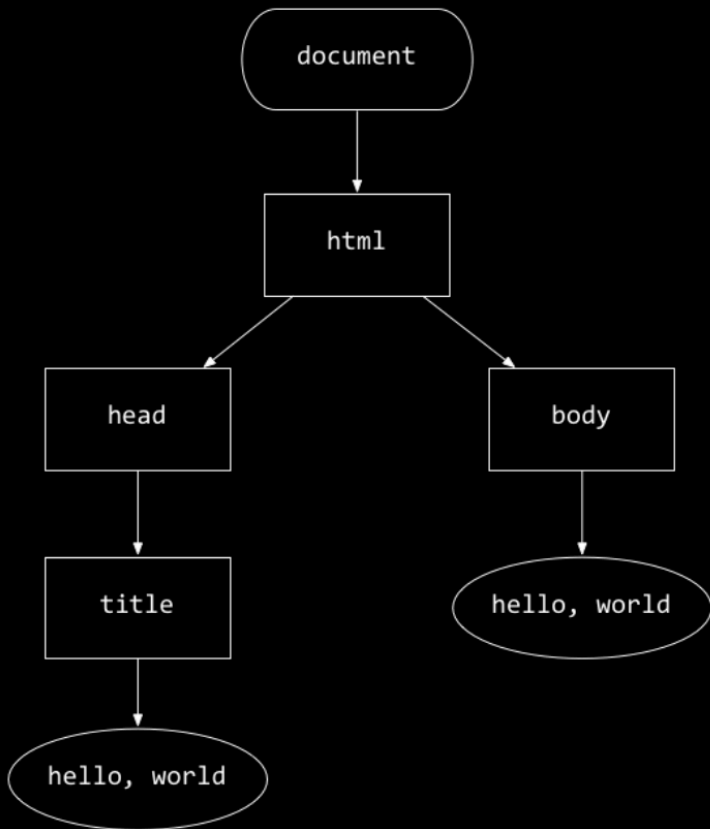 document
html
head
body
title
hello, world
hello, world